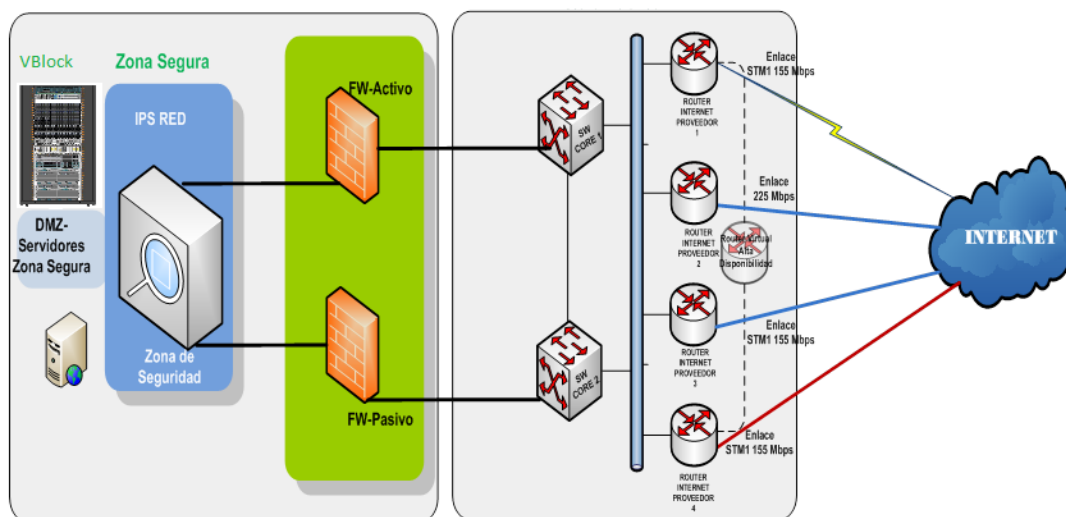 VBlock
Zona Segura
IPS RED
DMZ-
Servidores
Zona Segura
Zona de
Seguridad
FW-Activo
FW-Pasivo
SW
CORE 1
SW
CORE 2
ROUTER
INTERNET
PROVEEDOR
1
ROUTER
INTERNET
PROVEEDOR
2
ROUTER
INTERNET
PROVEEDOR
3
ROUTER
INTERNET
PROVEEDOR
4
Router Virtual
Alta
Disponibilidad
Enlace
STM1 155 Mbps
Enlace
225 Mbps
Enlace
STM1 155 Mbps
Enlace
STM1 155 Mbps
INTERNET